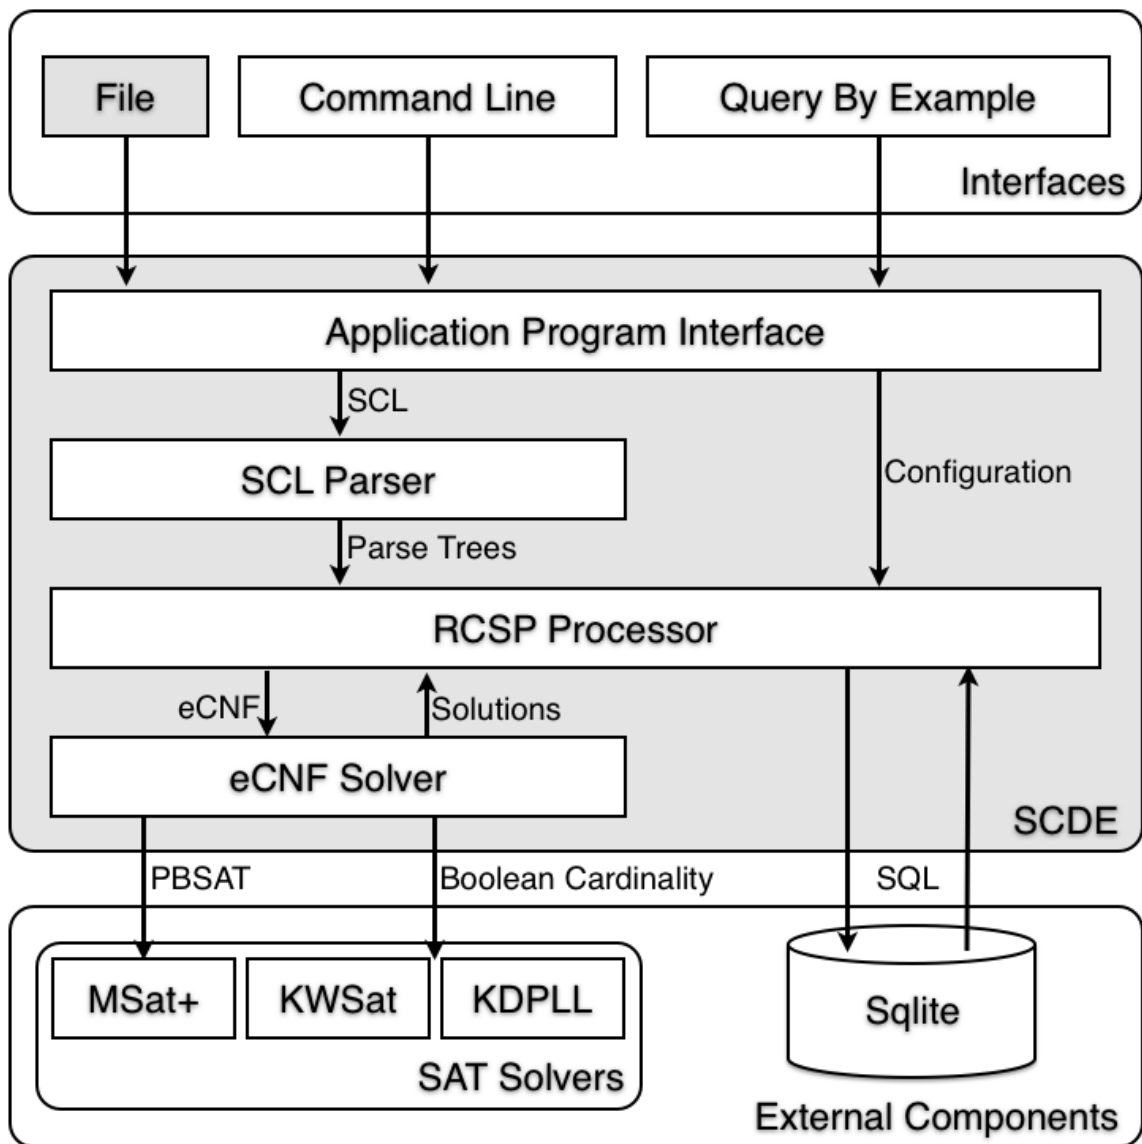 File
Command Line
Query By Example
Interfaces
Application Program Interface
SCL
SCL Parser
Configuration
Parse Trees
RCSP Processor
eCNF
Solutions
eCNF Solver
SCDE
PBSAT
Boolean Cardinality
SQL
MSat+
KWSat
KDPLL
Sqlite
SAT Solvers
External Components